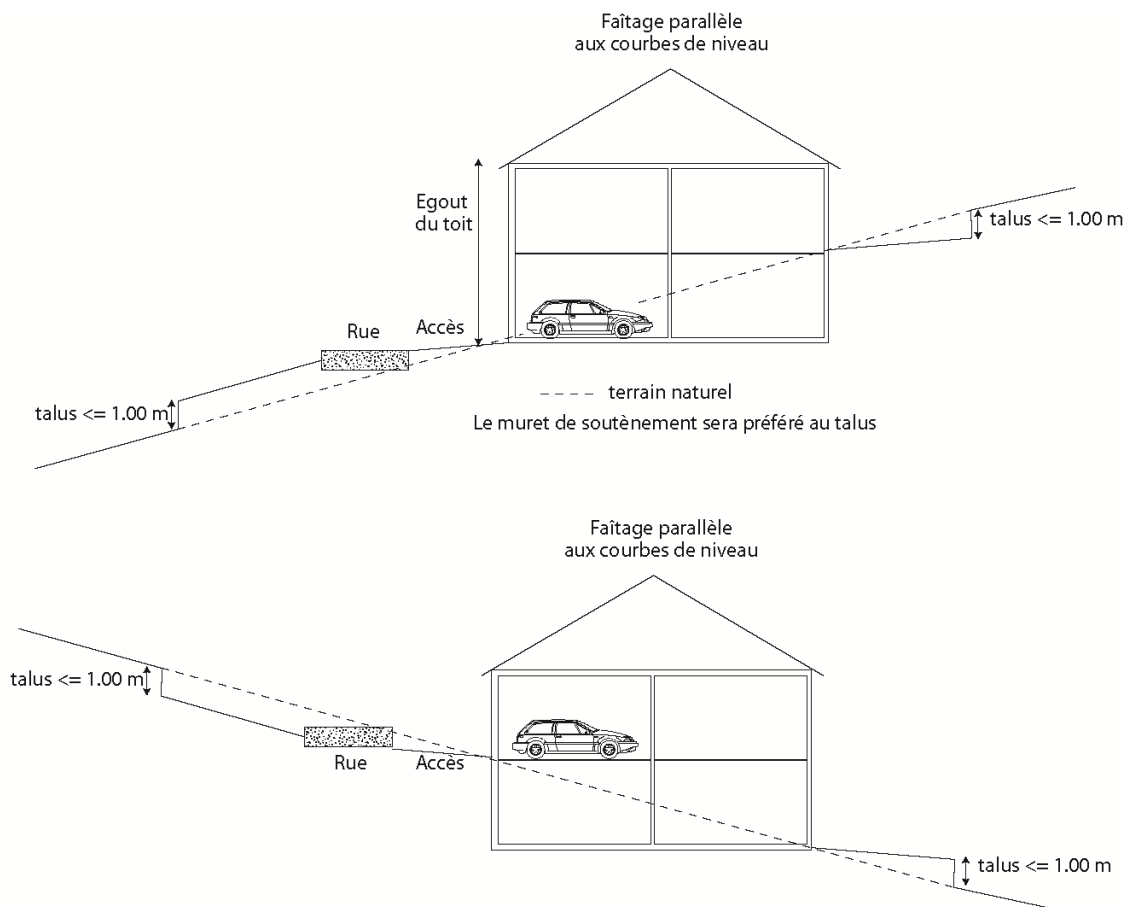 Faîtage parallèle
aux courbes de niveau
Egout
du toit
talus <= 1.00 m
Rue
Accès
talus <= 1.00 m
terrain naturel
Le muret de soutènement sera préféré au talus
Faîtage parallèle
aux courbes de niveau
talus <= 1.00 m
Rue
Accès
talus <= 1.00 m